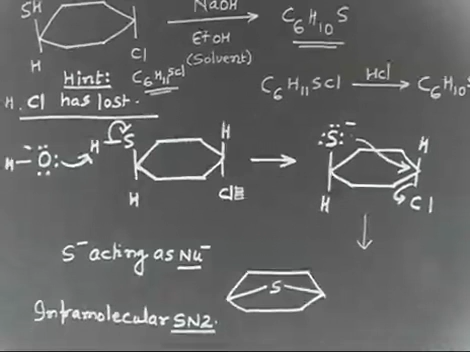 SH
NaOH
EtOH
(Solvent)
Cl
H
C6H10S
Hint:
C6H11SCl
H.Cl has lost.
C6H11SCl HCl C6H10S
H–Ö: H–S H H Cl
:S:– H H Cl
S– acting as Nu–
S
Intramolecular SN2.